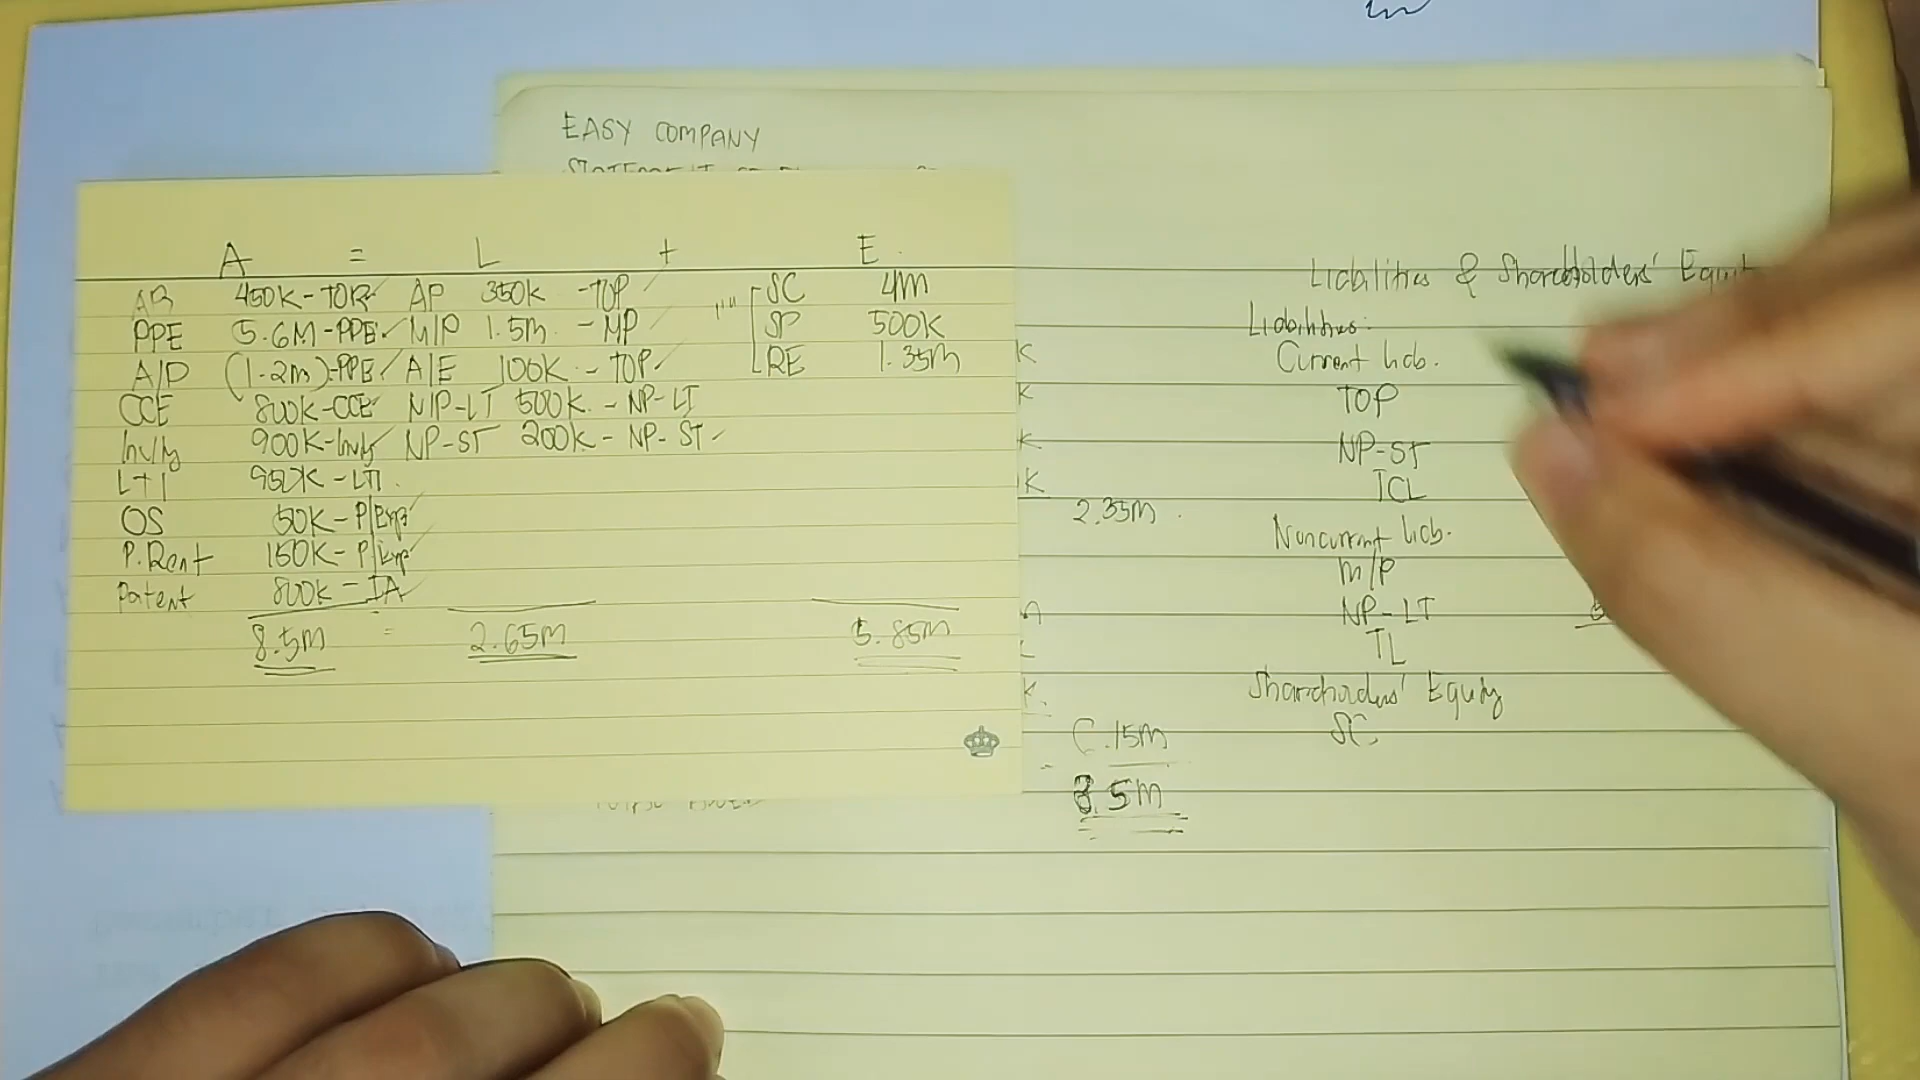 EASY COMPANY
A = L + E
450K-TOR AP 350K -TOP SC 4M
PPE 5.6M-PPE M/P 1.5m. - MP SP 500K
A/D (1.2m)-PPE A/E 100K - TOP RE 1.35m
CCE 800K-CCE N/P-LT 500K. - NP-LT
Invty 900K-Invty NP-ST 200K - NP-ST
LTI 950K - LTI.
OS 50K - P/Exp
P.Rent 150K - P/Exp
Patent 800K - IA
8.5m = 2.65m 5.85m
K
K
K
K
2.35m
K.
.15m
8.5m
Liabilities & Shareholders'
Liabilities:
Current liab.
TOP
NP-ST
TCL
Noncurrent liab.
M/P
NP-LT
TL
Shareholders' Equity
SC